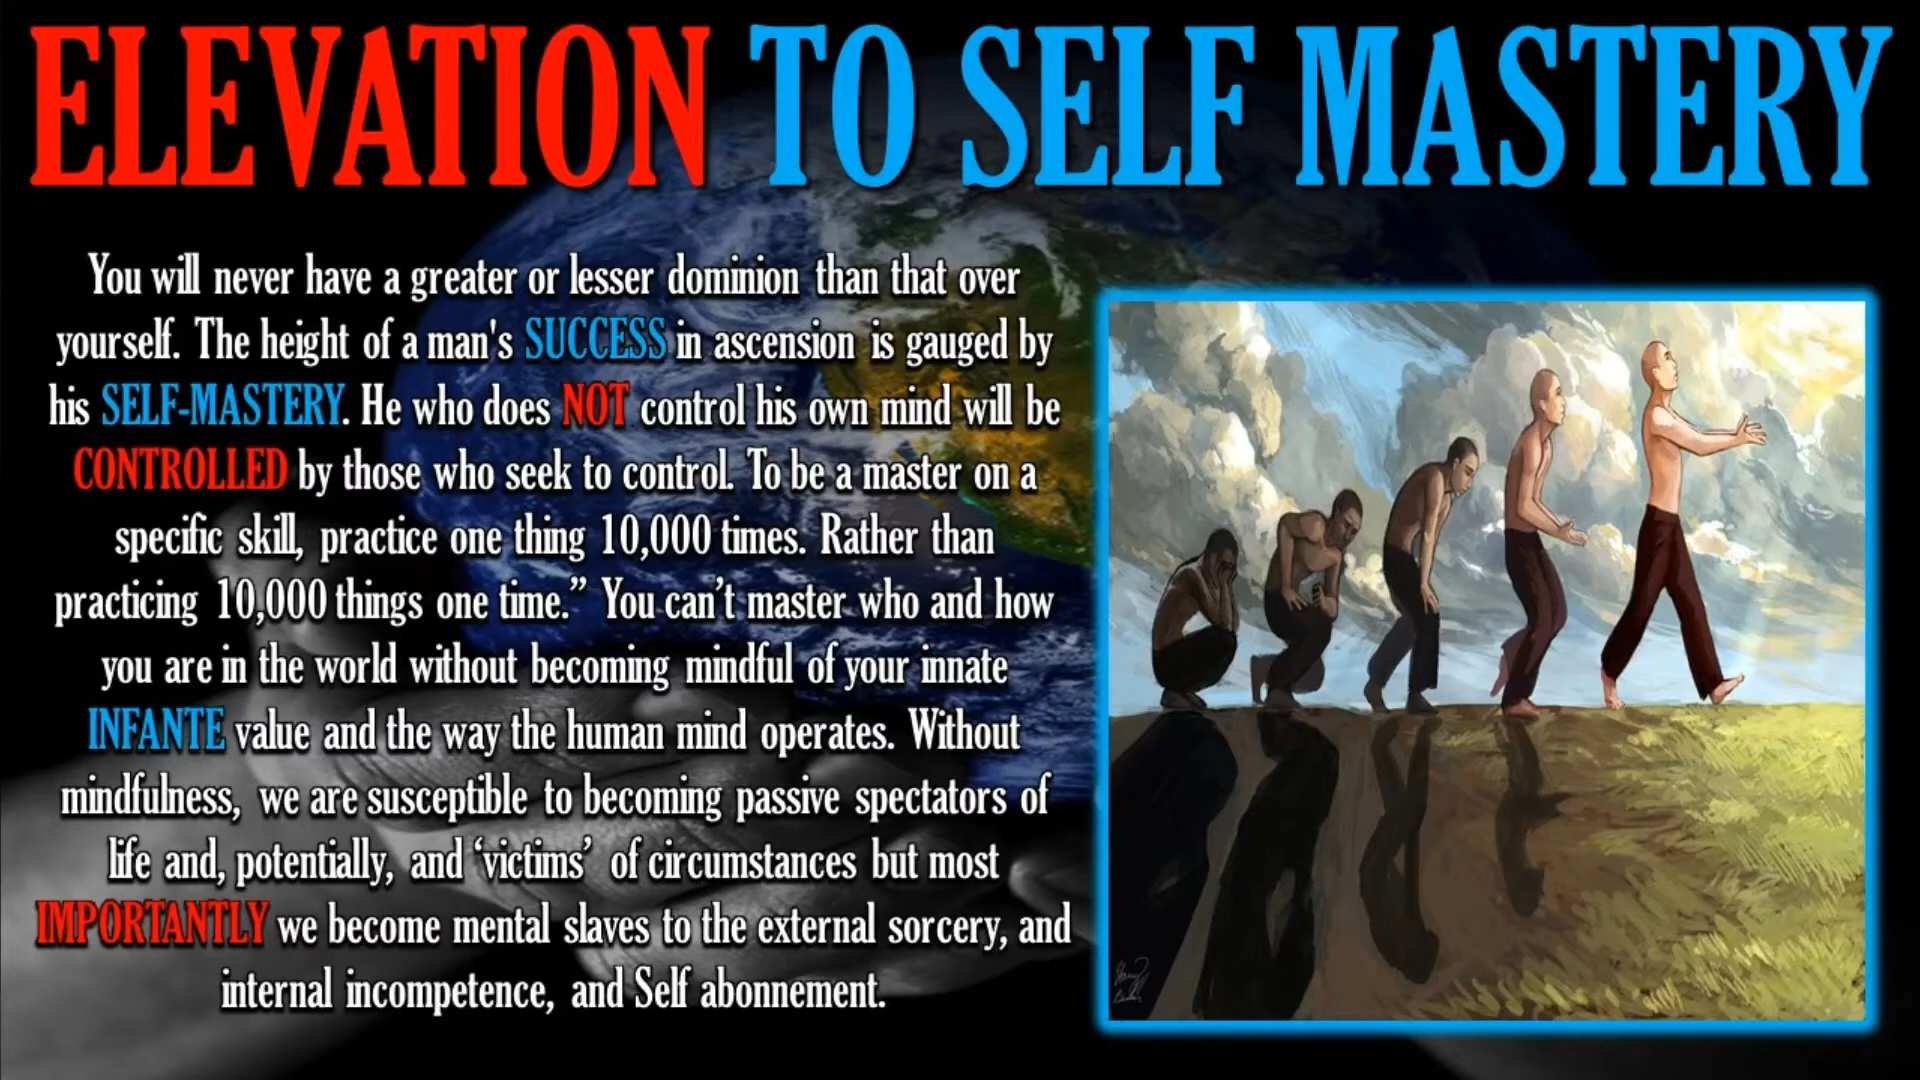 ELEVATION TO SELF MASTERY
You will never have a greater or lesser dominion than that over
yourself. The height of a man's SUCCESS in ascension is gauged by
his SELF-MASTERY. He who does NOT control his own mind will be
CONTROLLED by those who seek to control. To be a master on a
specific skill, practice one thing 10,000 times. Rather than
practicing 10,000 things one time.” You can’t master who and how
you are in the world without becoming mindful of your innate
INFANTE value and the way the human mind operates. Without
mindfulness, we are susceptible to becoming passive spectators of
life and, potentially, and ‘victims’ of circumstances but most
IMPORTANTLY we become mental slaves to the external sorcery, and
internal incompetence, and Self abonnement.